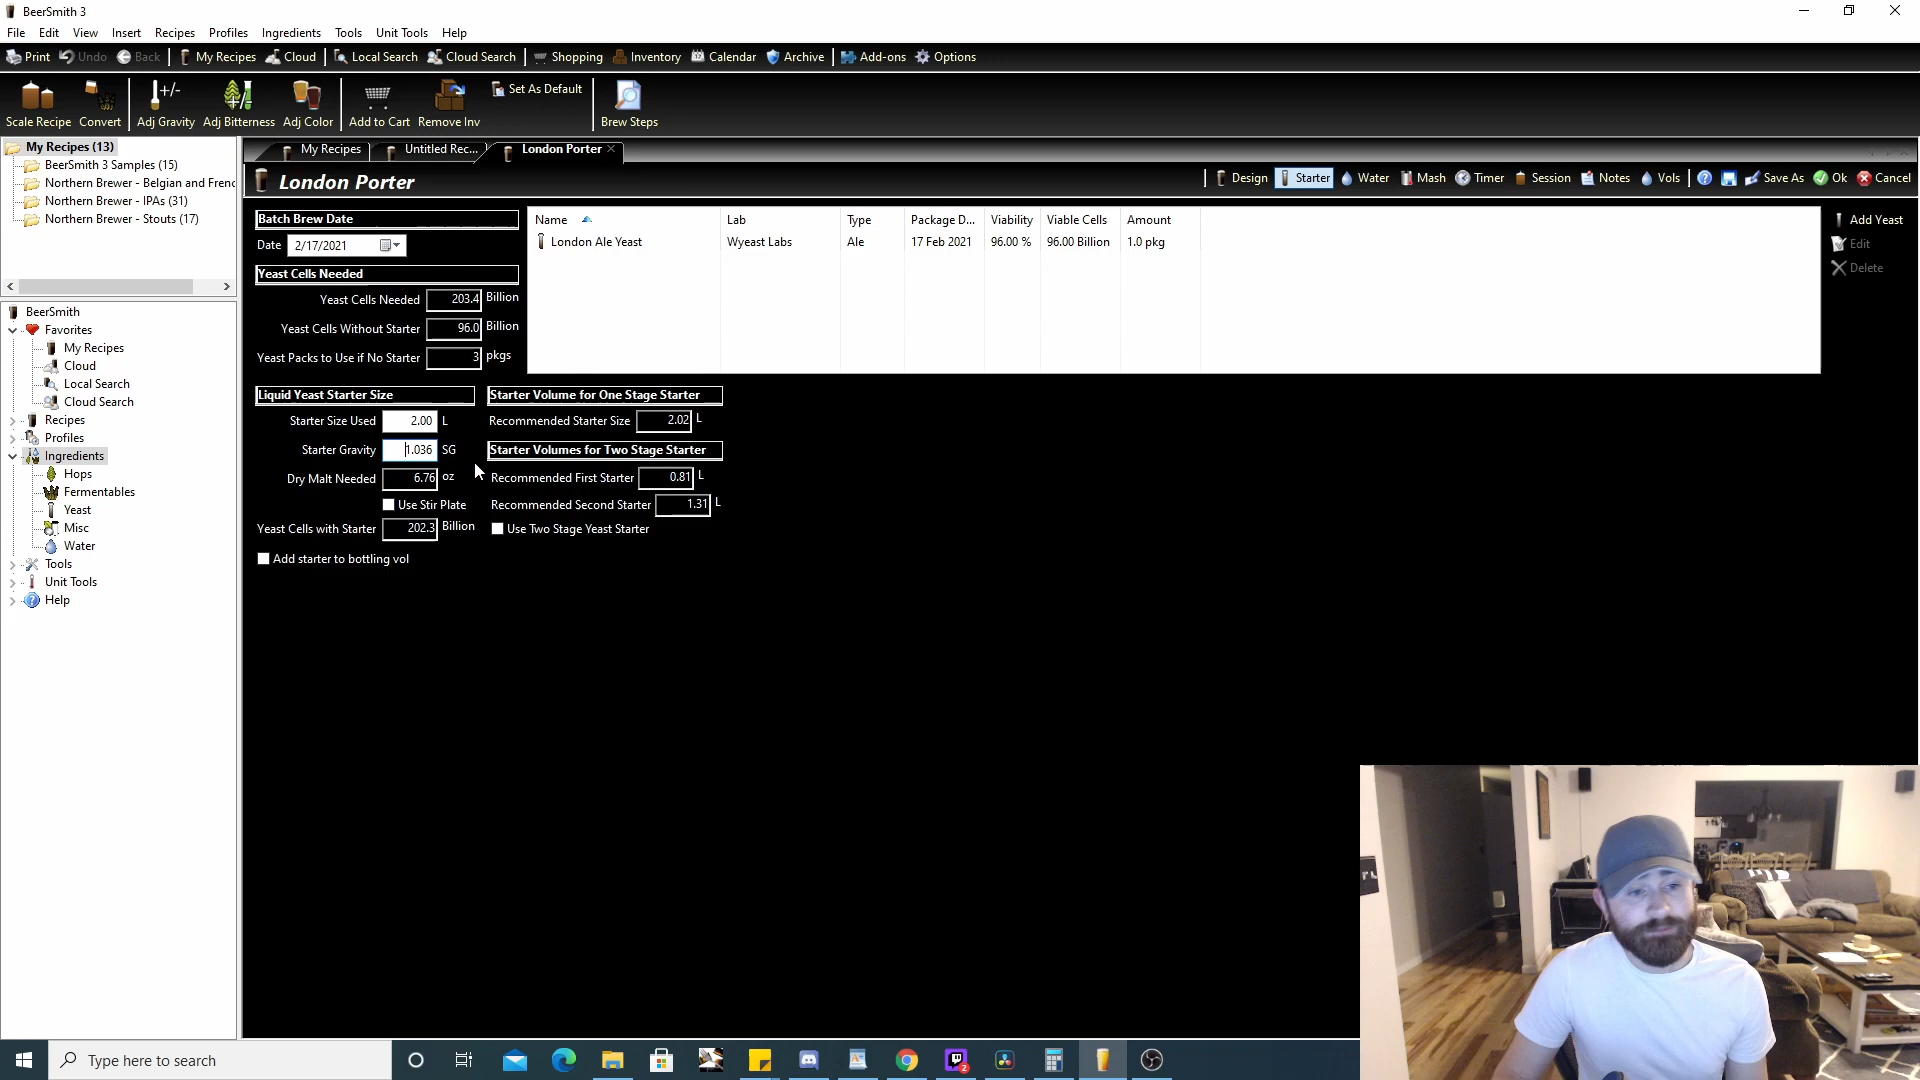 BeerSmith 3
File Edit View Insert Recipes Profiles Ingredients Tools Unit Tools Help
Print Undo Back My Recipes Cloud Local Search Cloud Search Shopping Inventory Calendar Archive Add-ons Options
Scale Recipe Convert Adj Gravity Adj Bitterness Adj Color Add to Cart Remove Inv Set As Default Brew Steps
My Recipes (13)
BeerSmith 3 Samples (15)
Northern Brewer - Belgian and Frenc
Northern Brewer - IPAs (31)
Northern Brewer - Stouts (17)
BeerSmith
Favorites
My Recipes
Cloud
Local Search
Cloud Search
Recipes
Profiles
Ingredients
Hops
Fermentables
Yeast
Misc
Water
Tools
Unit Tools
Help
My Recipes Untitled Rec... London Porter
London Porter
Design Starter Water Mash Timer Session Notes Vols Save As Ok Cancel
Batch Brew Date
Date 2/17/2021
Yeast Cells Needed
Yeast Cells Needed 203.4 Billion
Yeast Cells Without Starter 96.0 Billion
Yeast Packs to Use if No Starter 3 pkgs
Name Lab Type Package D... Viability Viable Cells Amount
London Ale Yeast Wyeast Labs Ale 17 Feb 2021 96.00 % 96.00 Billion 1.0 pkg
Add Yeast
Edit
Delete
Liquid Yeast Starter Size
Starter Size Used 2.00 L
Starter Gravity 1.036 SG
Dry Malt Needed 6.76 oz
Use Stir Plate
Yeast Cells with Starter 202.3 Billion
Add starter to bottling vol
Starter Volume for One Stage Starter
Recommended Starter Size 2.02 L
Starter Volumes for Two Stage Starter
Recommended First Starter 0.81 L
Recommended Second Starter 1.31 L
Use Two Stage Yeast Starter
Type here to search
2